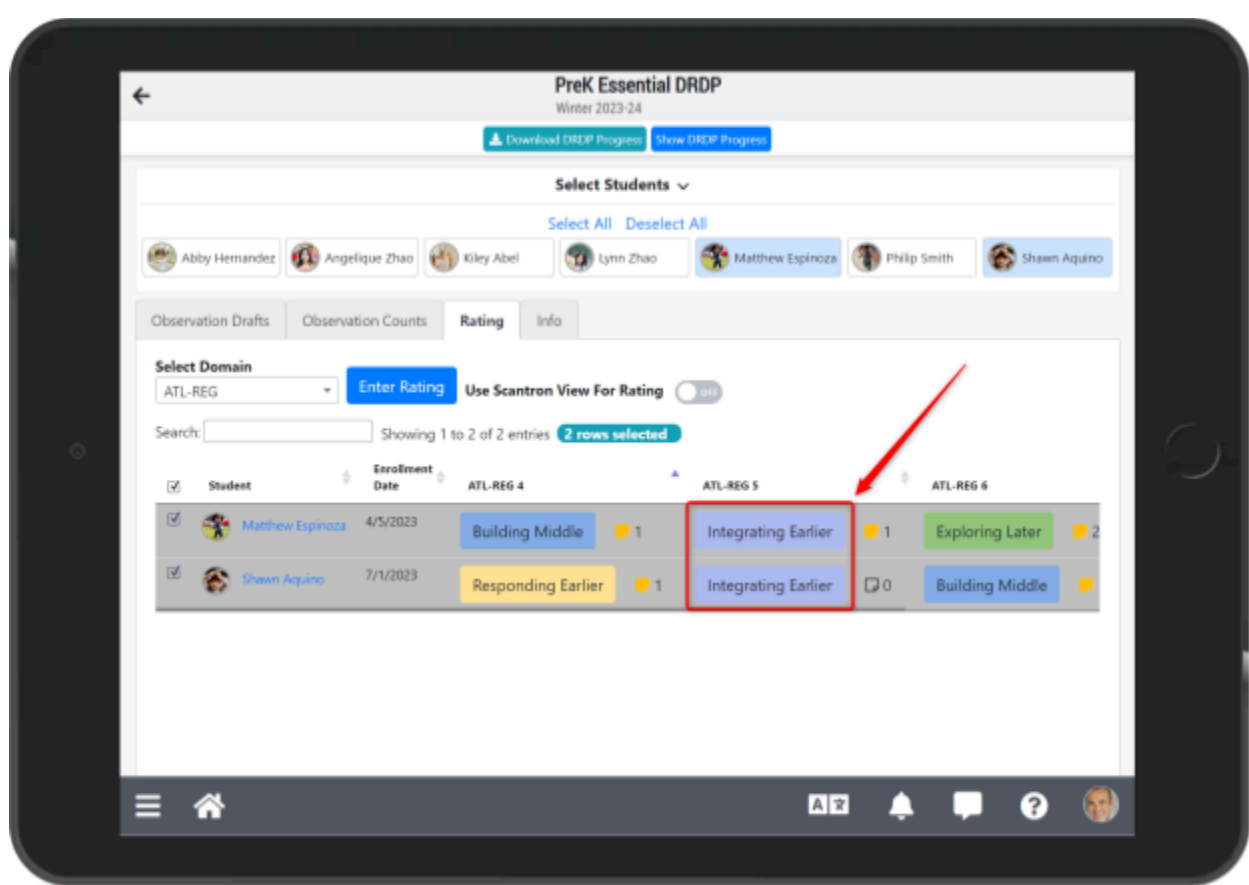 PreK Essential DRDP
Winter 2023-24
Download DRDP Progress Show DRDP Progress
Select Students
Select All Deselect All
Abby Hernandez Angelique Zhao Kiley Abel Lynn Zhao Matthew Espinoza Philip Smith Shawn Aquino
Observation Drafts Observation Counts Rating Info
Select Domain
ATL-REG Enter Rating Use Scantron View For Rating OFF
Search: Showing 1 to 2 of 2 entries 2 rows selected
Student Enrollment Date ATL-REG 4 ATL-REG 5 ATL-REG 6
Matthew Espinoza 4/5/2023 Building Middle 1 Integrating Earlier 1 Exploring Later 2
Shawn Aquino 7/1/2023 Responding Earlier 1 Integrating Earlier 0 Building Middle
A